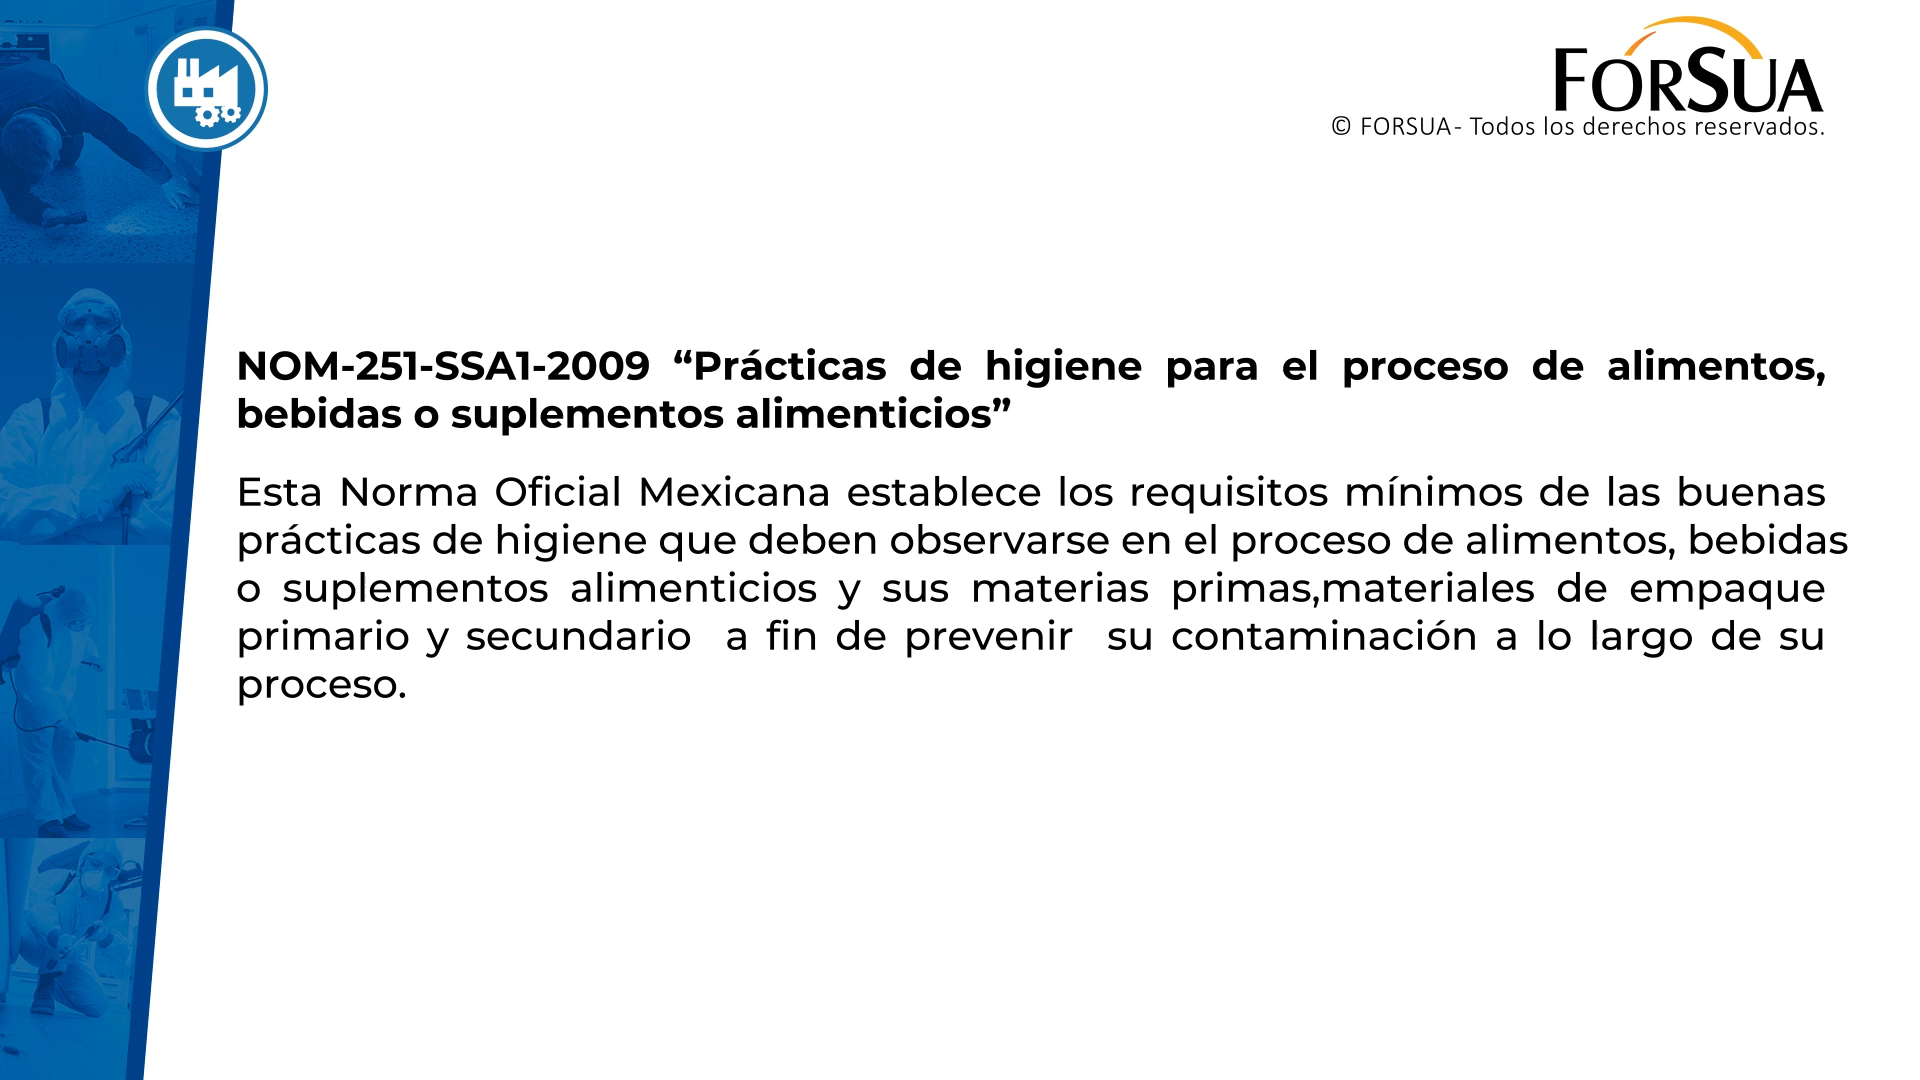 FORSUA
© FORSUA- Todos los derechos reservados.
NOM-251-SSA1-2009 “Prácticas de higiene para el proceso de alimentos,
bebidas o suplementos alimenticios”
Esta Norma Oficial Mexicana establece los requisitos mínimos de las buenas
prácticas de higiene que deben observarse en el proceso de alimentos, bebidas
o suplementos alimenticios y sus materias primas,materiales de empaque
primario y secundario  a fin de prevenir  su contaminación a lo largo de su
proceso.